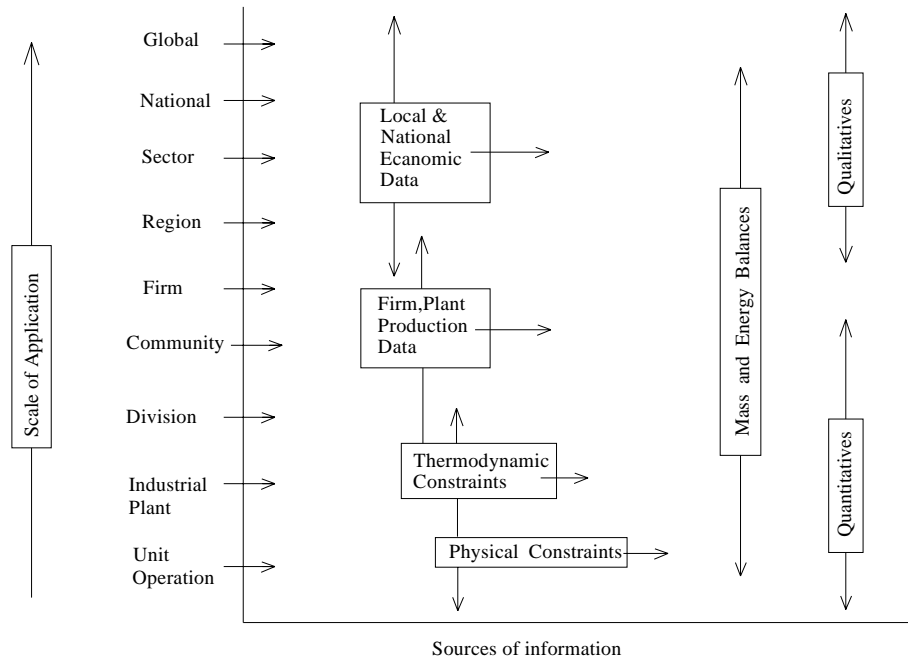 Global
National
Sector
Region
Firm
Community
Division
Industrial
Plant
Unit
Operation
Scale of Application
Local &
National
Economic
Data
Firm,Plant
Production
Data
Thermodynamic
Constraints
Physical Constraints
Mass and Energy Balances
Qualitatives
Quantitatives
Sources of information